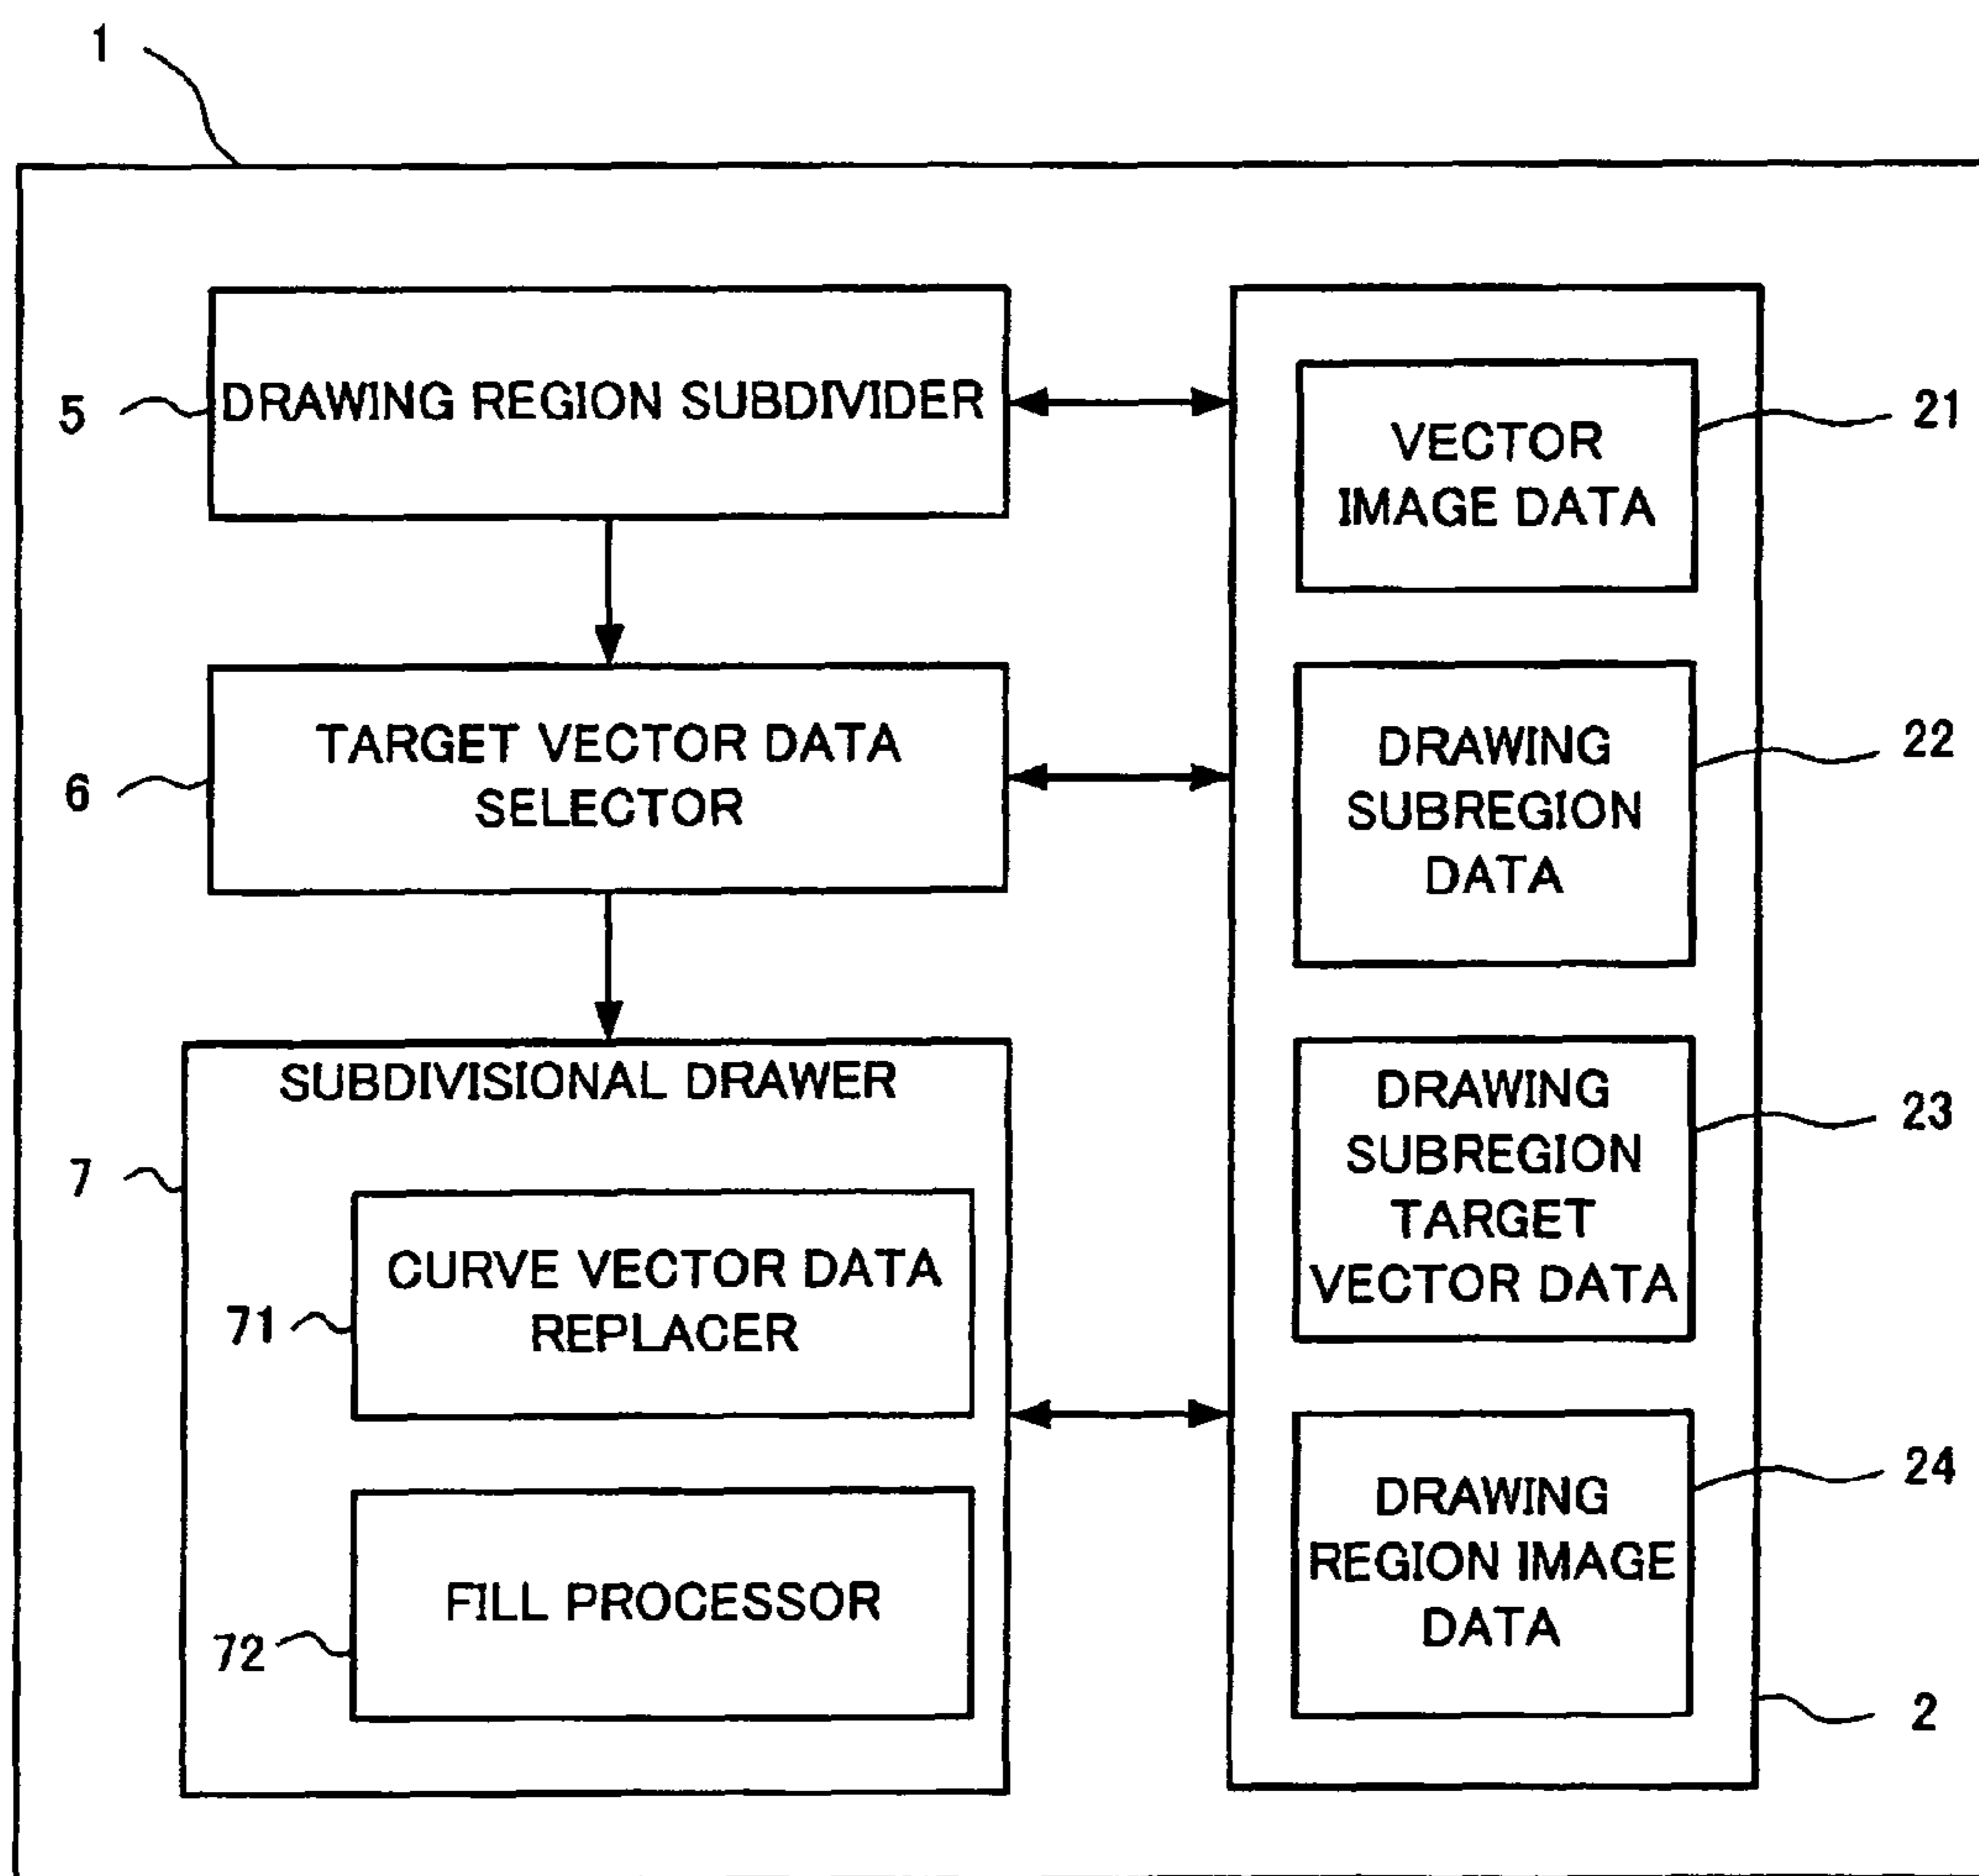 1
5
DRAWING REGION SUBDIVIDER
6
TARGET VECTOR DATA
SELECTOR
7
SUBDIVISIONAL DRAWER
71
CURVE VECTOR DATA
REPLACER
72
FILL PROCESSOR
VECTOR
IMAGE DATA
21
DRAWING
SUBREGION
DATA
22
DRAWING
SUBREGION
TARGET
VECTOR DATA
23
DRAWING
REGION IMAGE
DATA
24
2